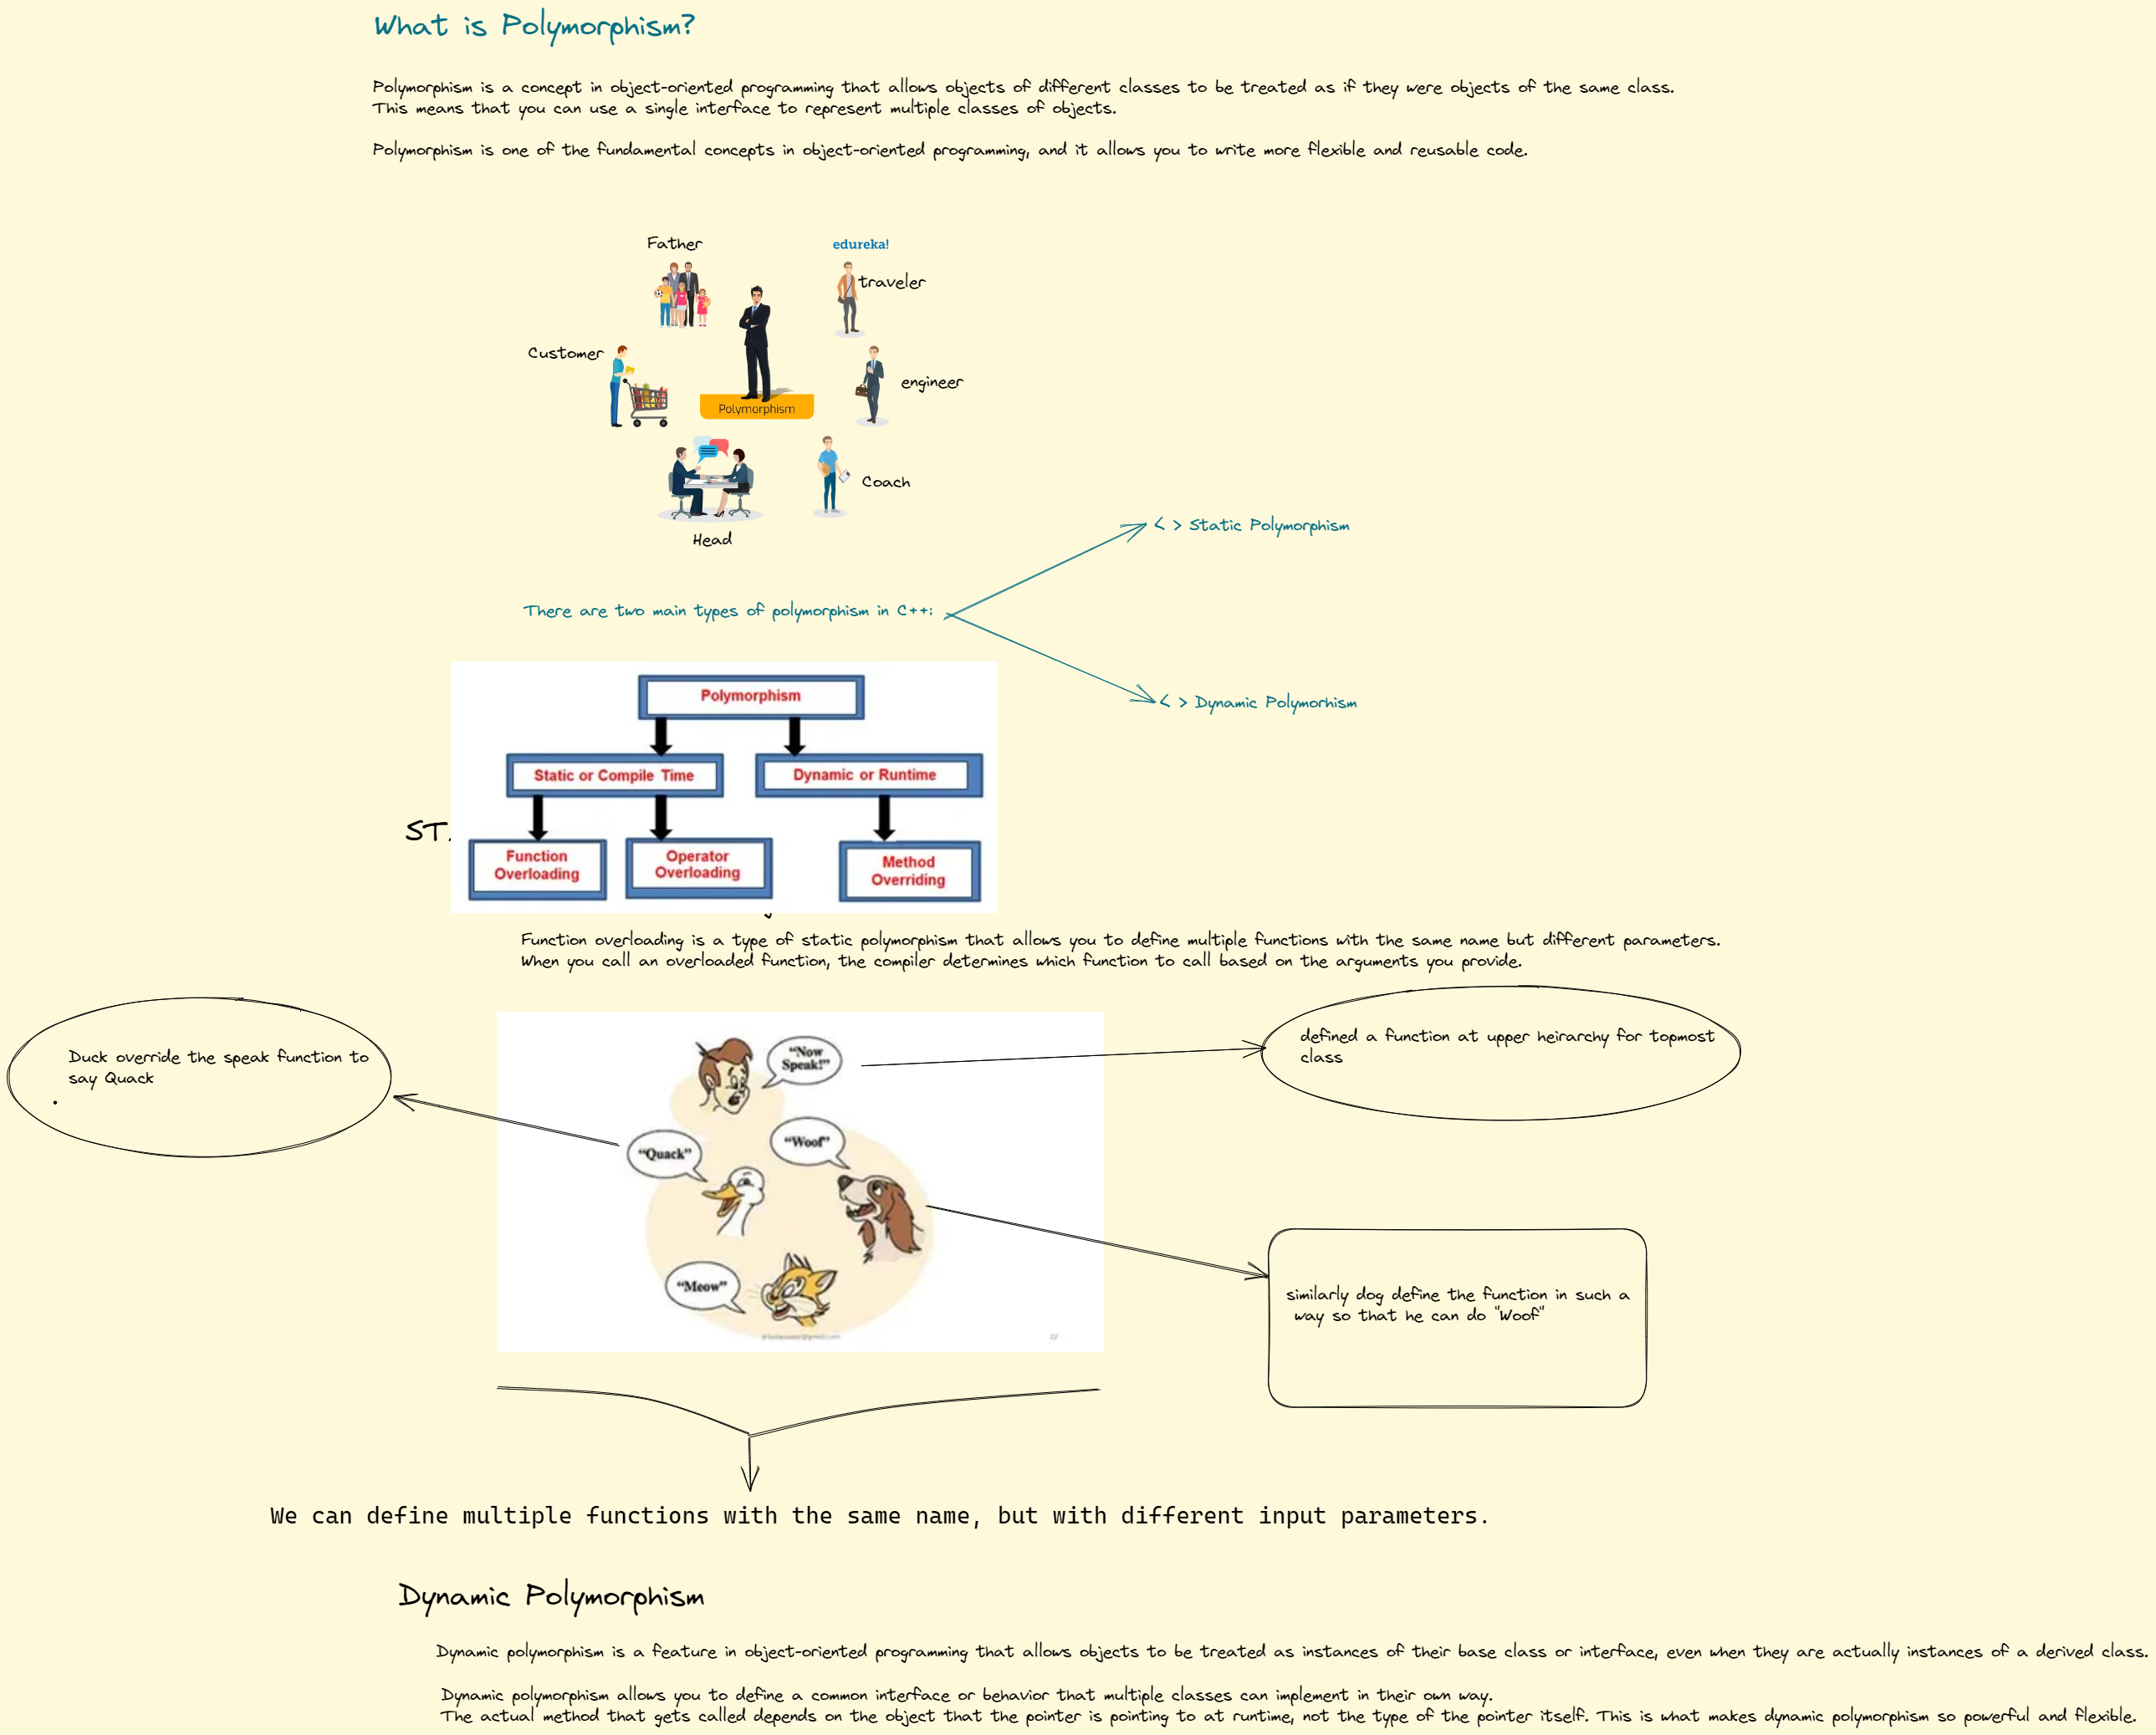 What is Polymorphism?
Polymorphism is a concept in object-oriented programming that allows objects of different classes to be treated as if they were objects of the same class.
This means that you can use a single interface to represent multiple classes of objects.
Polymorphism is one of the fundamental concepts in object-oriented programming, and it allows you to write more flexible and reusable code.
Father
edureka!
traveler
Customer
engineer
Polymorphism
Coach
Head
< > Static Polymorphism
There are two main types of polymorphism in C++:
< > Dynamic Polymorhism
Polymorphism
Static or Compile Time
Dynamic or Runtime
Function
Overloading
Operator
Overloading
Method
Overriding
Function overloading is a type of static polymorphism that allows you to define multiple functions with the same name but different parameters.
When you call an overloaded function, the compiler determines which function to call based on the arguments you provide.
Duck override the speak function to
say Quack
"Now
Speak!"
defined a function at upper heirarchy for topmost
class
"Quack"
"Woof"
"Meow"
similarly dog define the function in such a
way so that he can do "Woof"
We can define multiple functions with the same name, but with different input parameters.
Dynamic Polymorphism
Dynamic polymorphism is a feature in object-oriented programming that allows objects to be treated as instances of their base class or interface, even when they are actually instances of a derived class.
Dynamic polymorphism allows you to define a common interface or behavior that multiple classes can implement in their own way.
The actual method that gets called depends on the object that the pointer is pointing to at runtime, not the type of the pointer itself. This is what makes dynamic polymorphism so powerful and flexible.